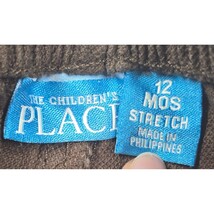 THE CHILDREN'S
PLACE
12
MOS
STRETCH
MADE IN
PHILIPPINES